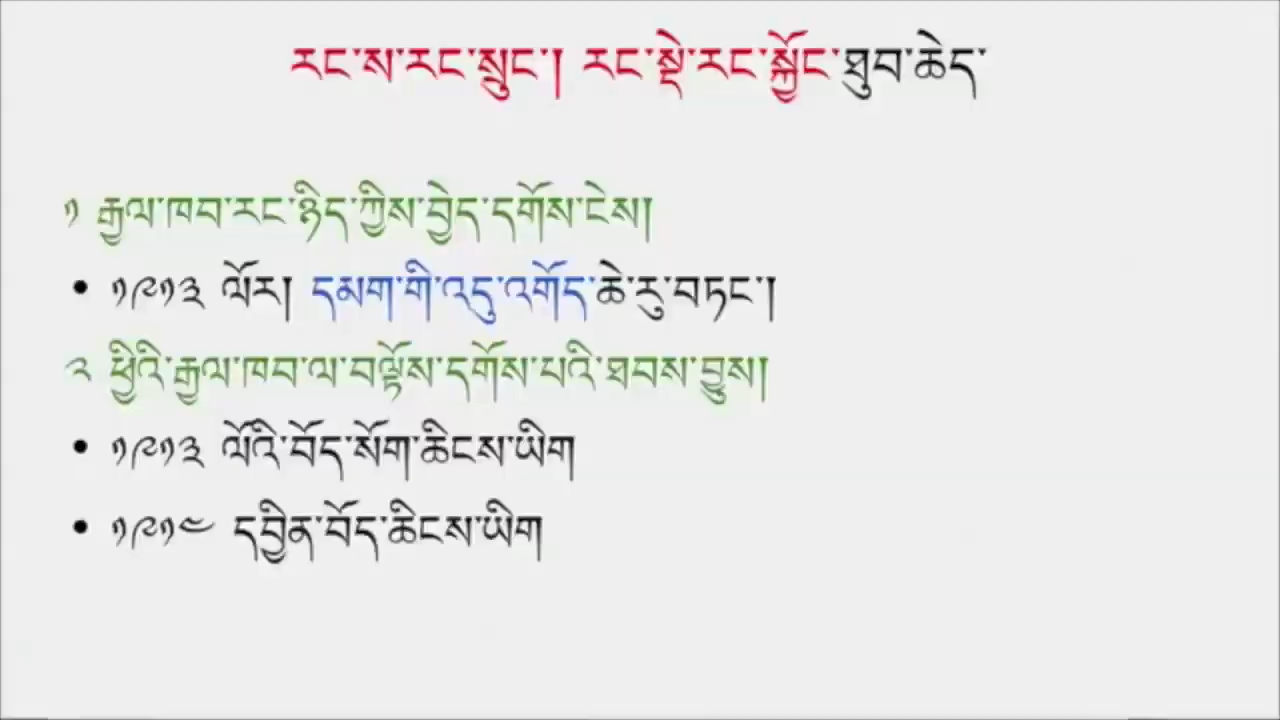 རང་ས་རང་སྲུང་། རང་སྡེ་རང་སྐྱོང་ཐུབ་ཆེད་
༡ རྒྱལ་ཁབ་རང་ཉིད་ཀྱིས་བྱེད་དགོས་ངེས།
• ༡༩༡༣ ལོར། དམག་གི་འདུ་འགོད་ཆེ་རུ་བཏང་།
༢ ཕྱིའི་རྒྱལ་ཁབ་ལ་བལྟོས་དགོས་པའི་ཐབས་བྱུས།
• ༡༩༡༣ ལོའི་བོད་སོག་ཆིངས་ཡིག
• ༡༩༡༤ དབྱིན་བོད་ཆིངས་ཡིག